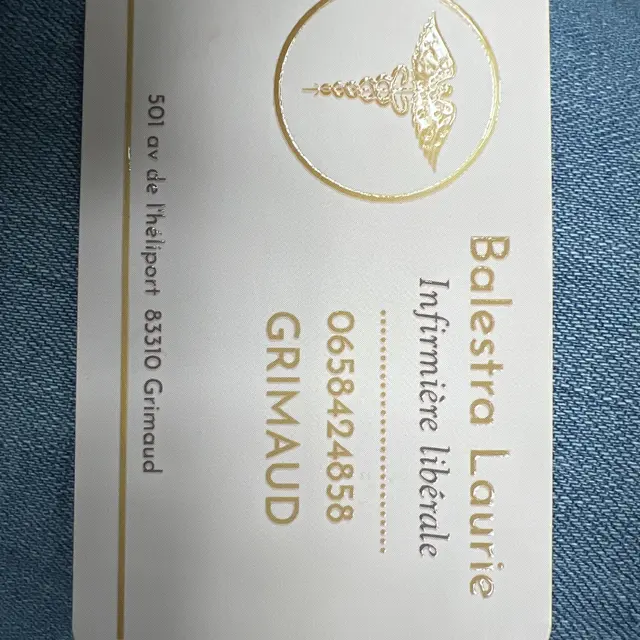 Balestra Laurie
Infirmière libérale
0658424858
GRIMAUD
501 av de l'héliport 83310 Grimaud